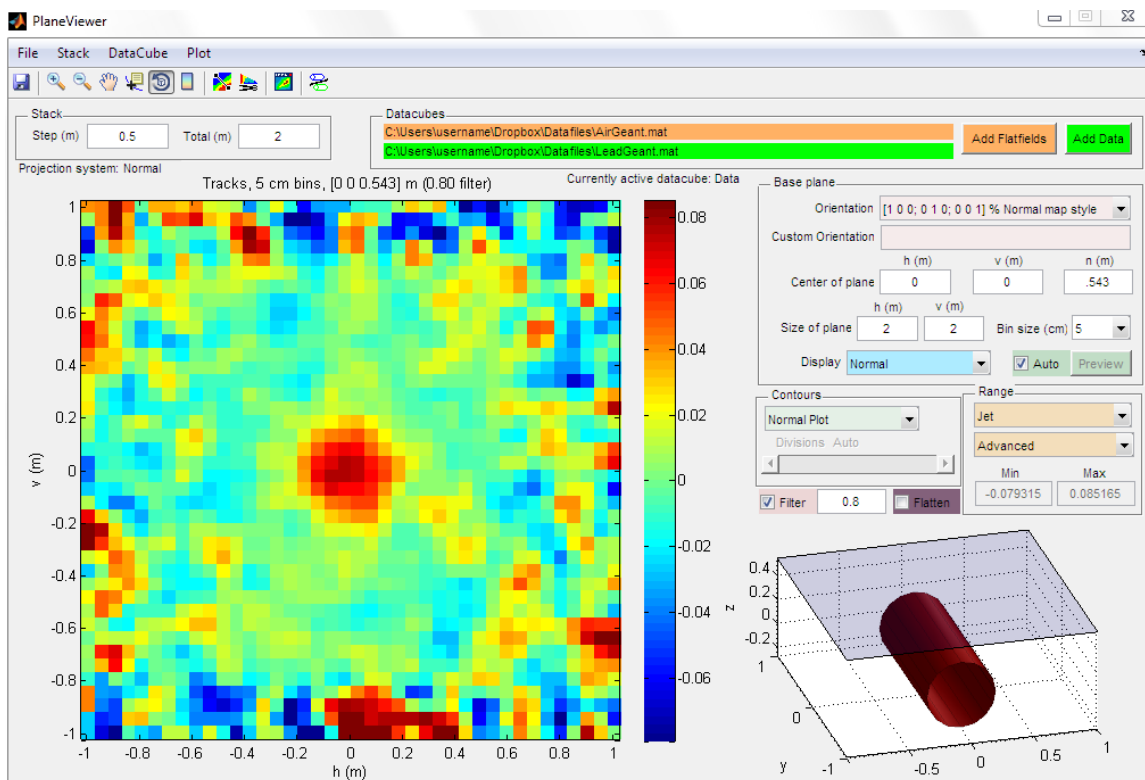 PlaneViewer
File Stack DataCube Plot
Stack
Step (m) 0.5 Total (m) 2
Datacubes
C:\Users\username\Dropbox\Datafiles\AirGeant.mat
C:\Users\username\Dropbox\Datafiles\LeadGeant.mat
Add Flatfields
Add Data
Projection system: Normal
Currently active datacube: Data
Tracks, 5 cm bins, [0 0 0.543] m (0.80 filter)
1
0.8
0.6
0.4
0.2
0
-0.2
-0.4
-0.6
-0.8
-1
v (m)
-1 -0.8 -0.6 -0.4 -0.2 0.0 0.2 0.4 0.6 0.8 1
h (m)
0.08
0.06
0.04
0.02
0
-0.02
-0.04
-0.06
Base plane
Orientation [1 0 0; 0 1 0; 0 0 1] % Normal map style
Custom Orientation
h (m) v (m) n (m)
Center of plane 0 0 .543
h (m) v (m)
Size of plane 2 2 Bin size (cm) 5
Display Normal Auto Preview
Contours
Normal Plot
Divisions Auto
Range
Jet
Advanced
Min Max
-0.079315 0.085165
Filter 0.8 Flatten
0.4
0.2
0
-0.2
z
1
0
-1
y
-1
-0.5
0
0.5
1